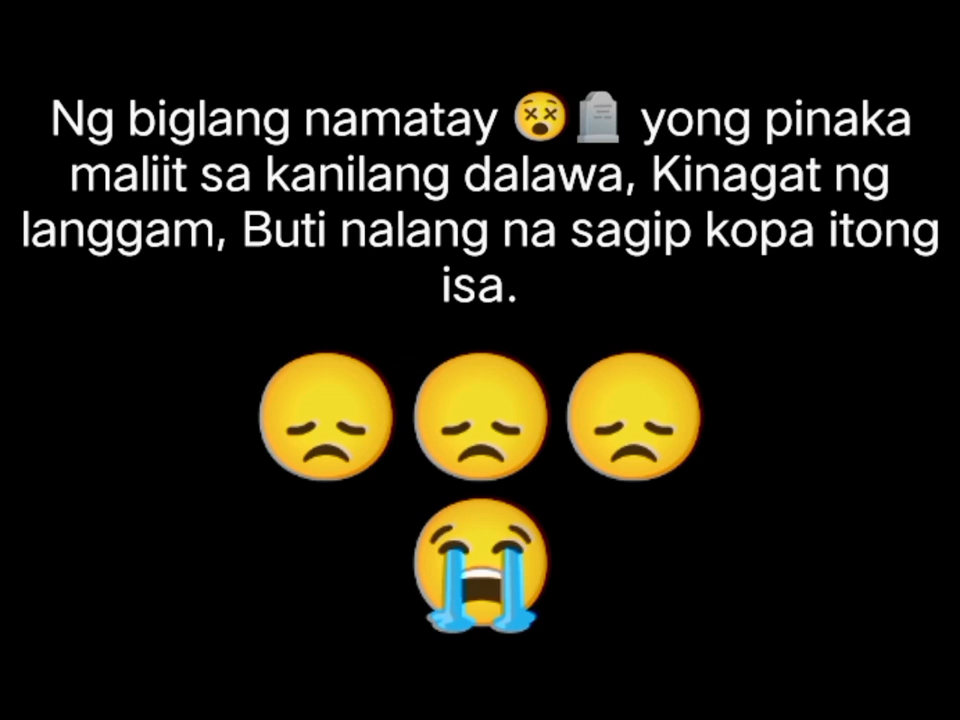 Ng biglang namatay 😵🪦 yong pinaka
maliit sa kanilang dalawa, Kinagat ng
langgam, Buti nalang na sagip kopa itong
isa.
😞😞😞
😭